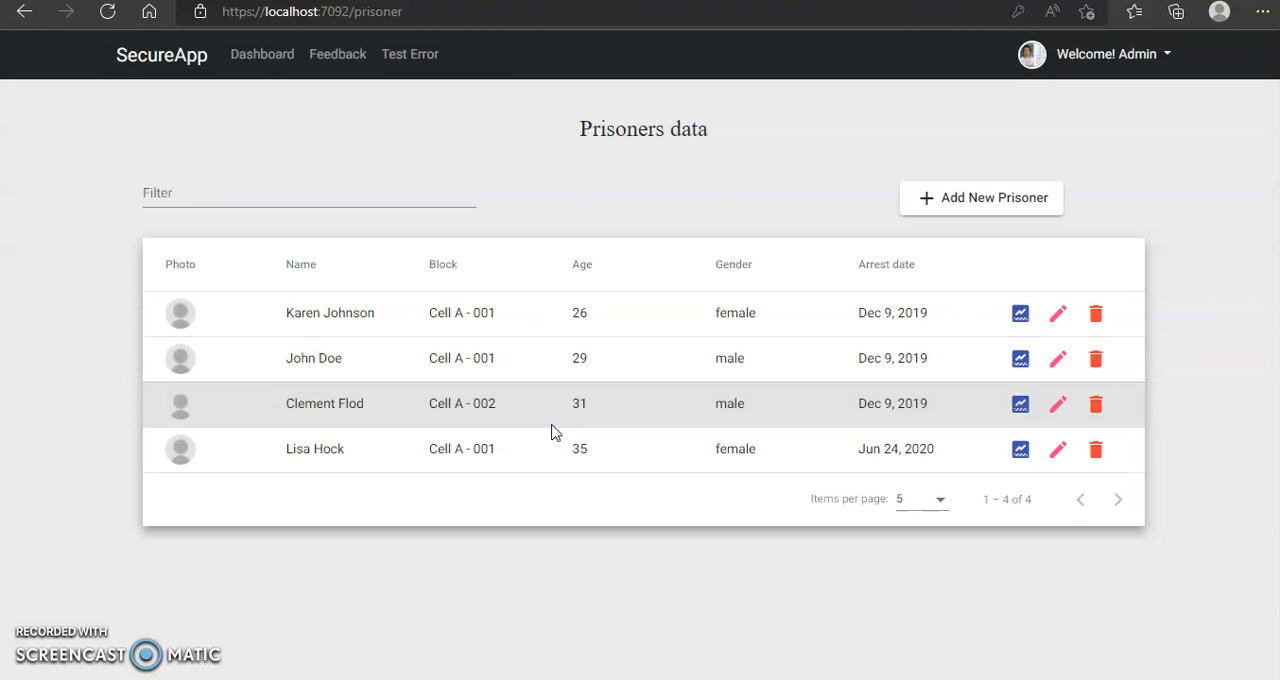 https://localhost:7092/prisoner
SecureApp Dashboard Feedback Test Error Welcome! Admin
Prisoners data
Filter
+ Add New Prisoner
Photo Name Block Age Gender Arrest date
Karen Johnson Cell A - 001 26 female Dec 9, 2019
John Doe Cell A - 001 29 male Dec 9, 2019
Clement Flod Cell A - 002 31 male Dec 9, 2019
Lisa Hock Cell A - 001 35 female Jun 24, 2020
Items per page: 5 1 – 4 of 4
RECORDED WITH
SCREENCAST MATIC